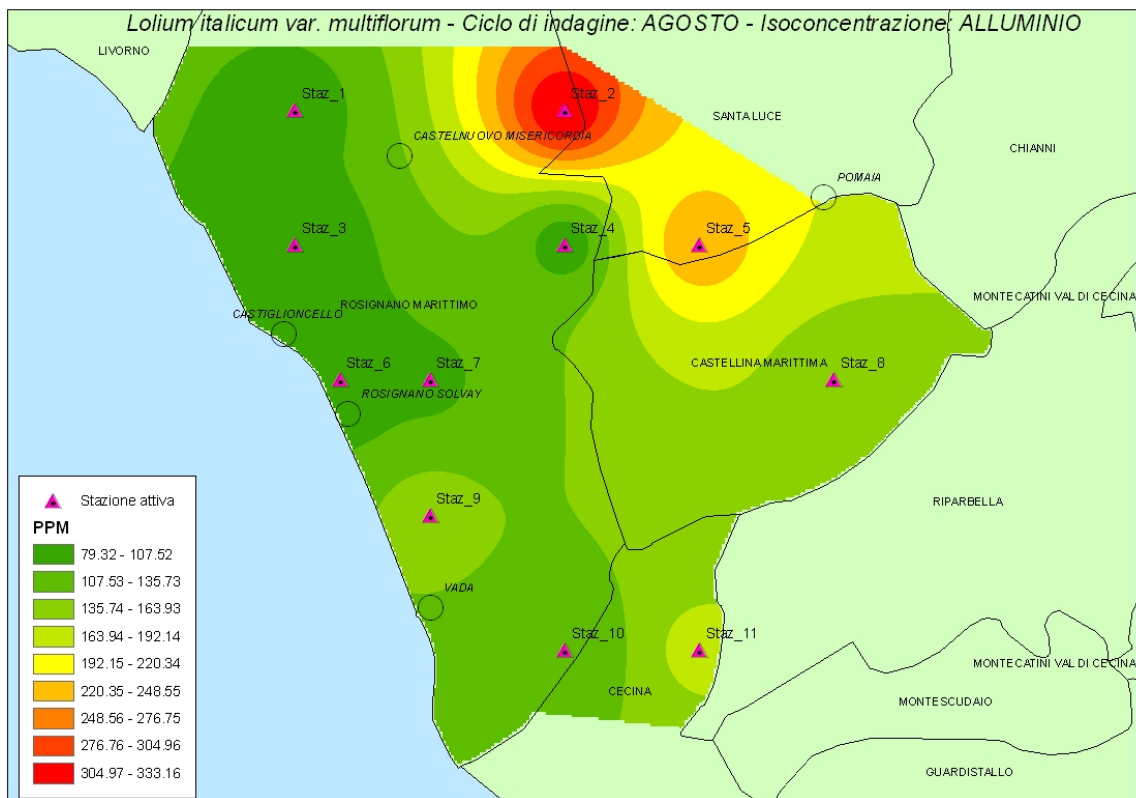 Lolium italicum var. multiflorum - Ciclo di indagine: AGOSTO - Isoconcentrazione: ALLUMINIO
LIVORNO
Staz_1
Staz_2
SANTA LUCE
CASTELNUOVO MISERICORDIA
CHIANNI
POMAIA
Staz_3
Staz_4
Staz_5
MONTECATINI VAL DI CECINA
ROSIGNANO MARITTIMO
CASTIGLIONCELLO
Staz_6
Staz_7
CASTELLINA MARITTIMA
Staz_8
ROSIGNANO SOLVAY
Staz_9
RIPARBELLA
VADA
Staz_10
Staz_11
MONTECATINI VAL DI CECINA
CECINA
MONTESCUDAIO
GUARDISTALLO
Stazione attiva
PPM
79.32 - 107.52
107.53 - 135.73
135.74 - 163.93
163.94 - 192.14
192.15 - 220.34
220.35 - 248.55
248.56 - 276.75
276.76 - 304.96
304.97 - 333.16